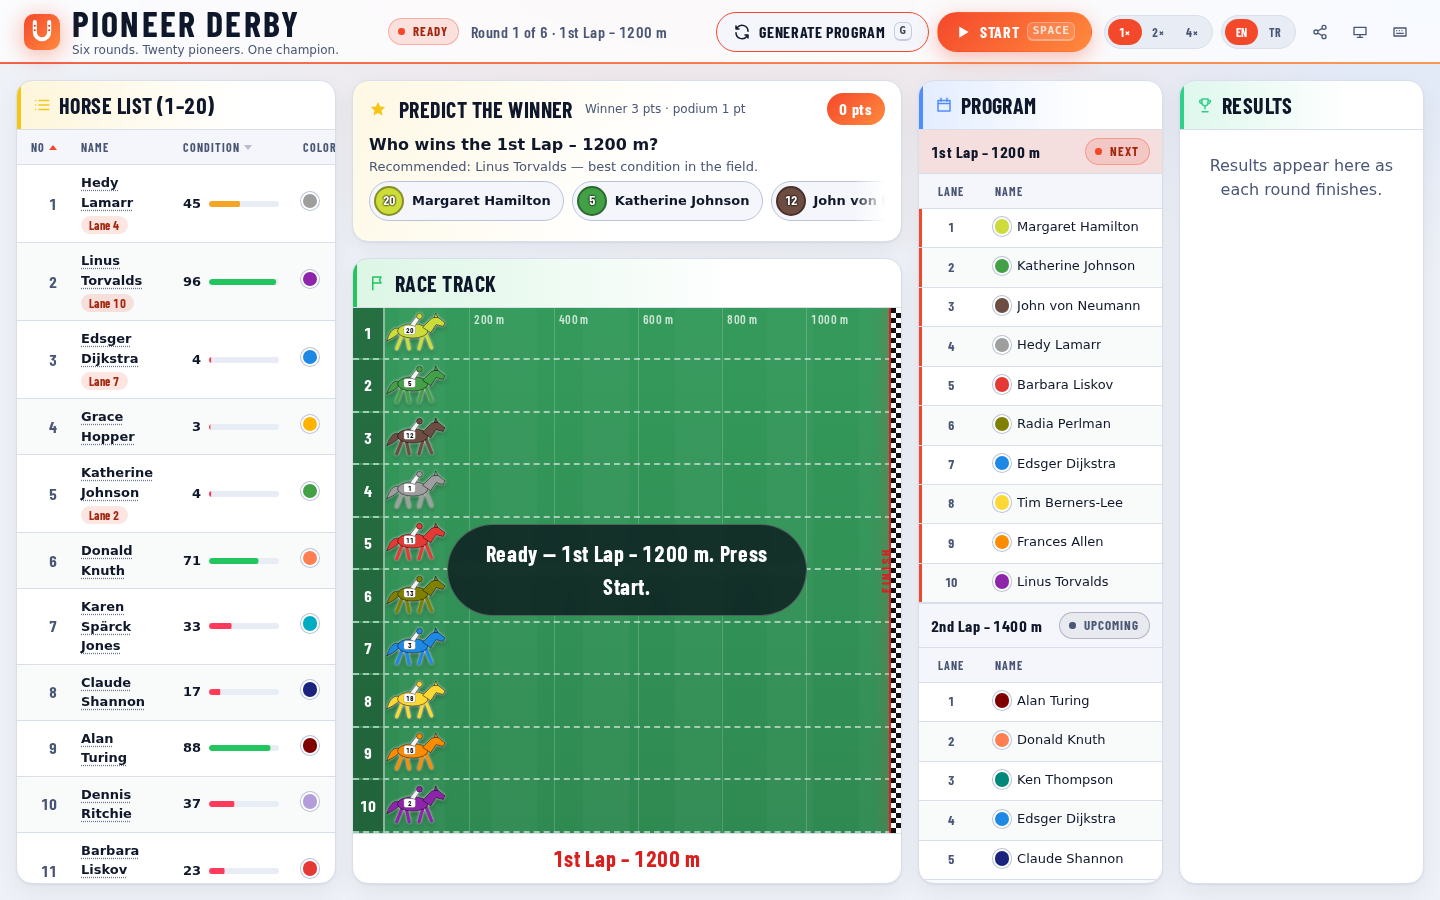 PIONEER DERBY
Six rounds. Twenty pioneers. One champion.
READY
Round 1 of 6 · 1st Lap – 1200 m
GENERATE PROGRAM G
START SPACE
1× 2× 4×
EN TR
HORSE LIST (1–20)
NO NAME CONDITION COLOR
1 Hedy Lamarr 45
Lane 4
2 Linus Torvalds 96
Lane 10
3 Edsger Dijkstra 4
Lane 7
4 Grace Hopper 3
5 Katherine Johnson 4
Lane 2
6 Donald Knuth 71
7 Karen Spärck Jones 33
8 Claude Shannon 17
9 Alan Turing 88
10 Dennis Ritchie 37
11 Barbara Liskov 23
PREDICT THE WINNER Winner 3 pts · podium 1 pt 0 pts
Who wins the 1st Lap – 1200 m?
Recommended: Linus Torvalds — best condition in the field.
20 Margaret Hamilton 5 Katherine Johnson 12 John von
RACE TRACK
200 m 400 m 600 m 800 m 1000 m
1 20
2 5
3 12
4 1
5 11
6 13
7 3
8 18
9 16
10 2
Ready — 1st Lap – 1200 m. Press
Start.
FINISH
1st Lap – 1200 m
PROGRAM
1st Lap – 1200 m NEXT
LANE NAME
1 Margaret Hamilton
2 Katherine Johnson
3 John von Neumann
4 Hedy Lamarr
5 Barbara Liskov
6 Radia Perlman
7 Edsger Dijkstra
8 Tim Berners-Lee
9 Frances Allen
10 Linus Torvalds
2nd Lap – 1400 m UPCOMING
LANE NAME
1 Alan Turing
2 Donald Knuth
3 Ken Thompson
4 Edsger Dijkstra
5 Claude Shannon
RESULTS
Results appear here as
each round finishes.